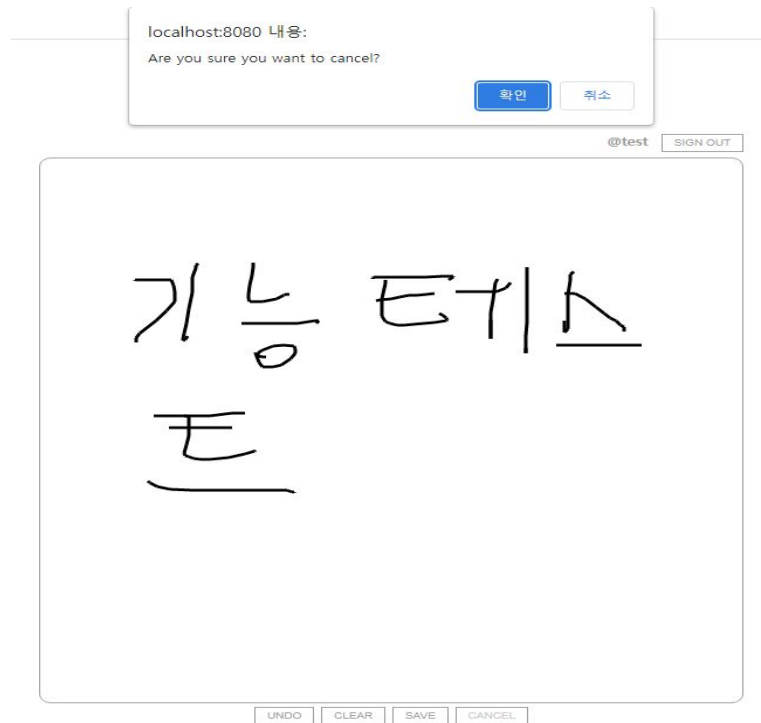 localhost:8080 내용:
Are you sure you want to cancel?
확인 취소
@test SIGN OUT
기능 테스
트
UNDO CLEAR SAVE CANCEL